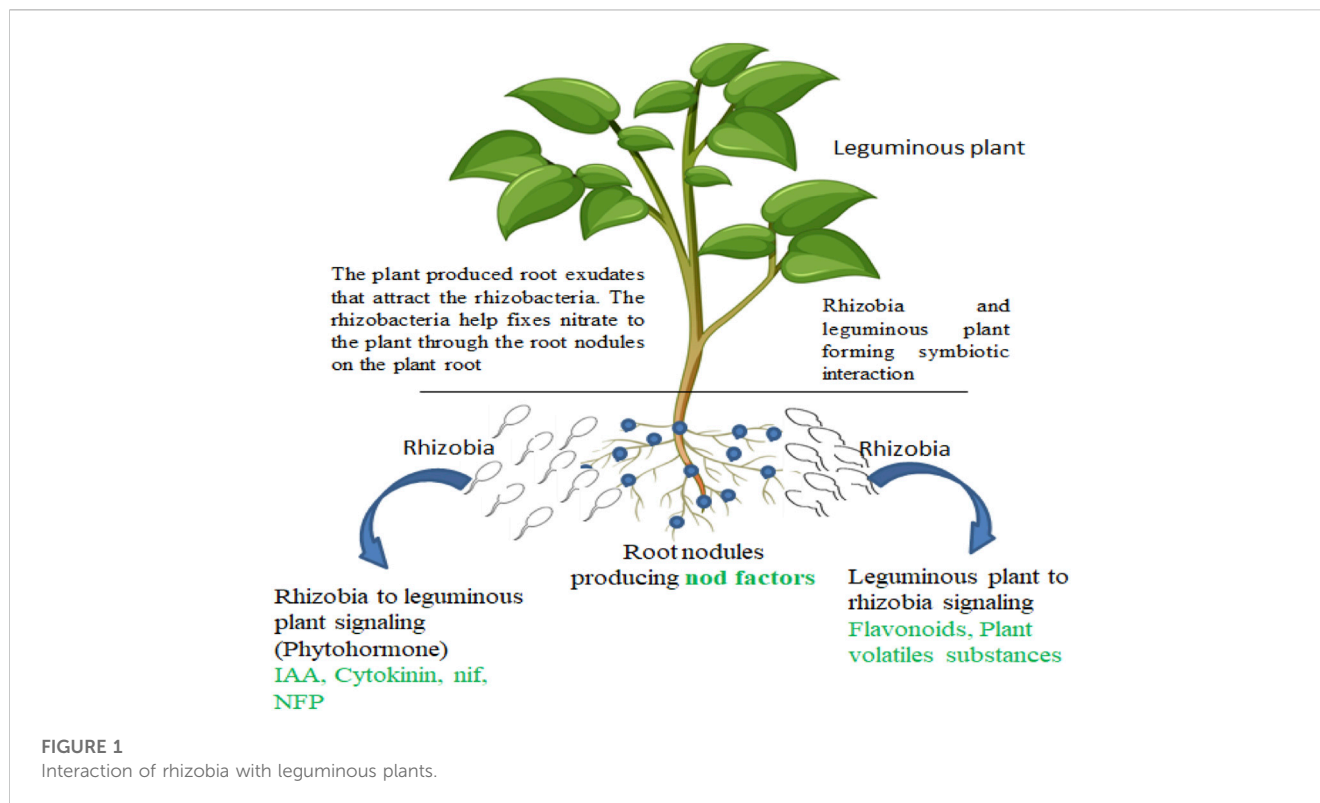 Leguminous plant
The plant produced root exudates
that attract the rhizobacteria. The
rhizobacteria help fixes nitrate to
the plant through the root nodules
on the plant root
Rhizobia and
leguminous plant
forming symbiotic
interaction
Rhizobia
Rhizobia
Root nodules
producing nod factors
Rhizobia to leguminous
plant signaling
(Phytohormone)
IAA, Cytokinin, nif,
NFP
Leguminous plant to
rhizobia signaling
Flavonoids, Plant
volatiles substances
FIGURE 1
Interaction of rhizobia with leguminous plants.